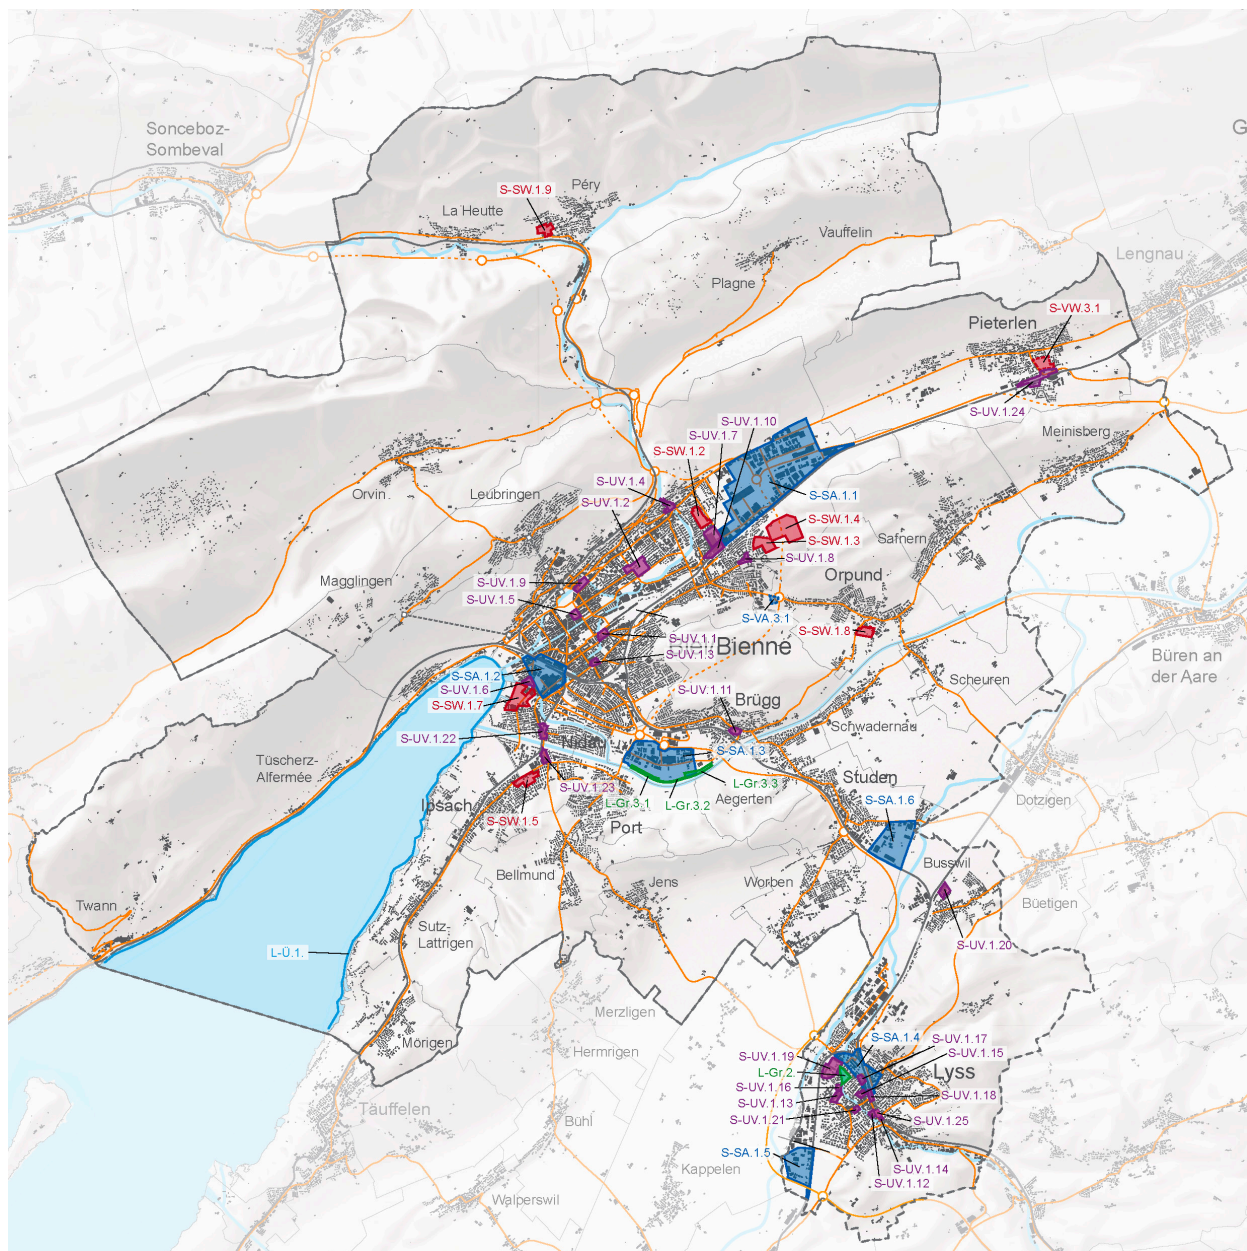 G
Sonceboz-
Sombeval
S-SW.1.9
Péry
La Heutte
Vauffelin
Lengnau
Plagne
S-VW.3.1
Pieterlen
S-UV.1.24
S-UV.1.10
S-UV.1.7
S-SW.1.2
Meinisberg
S-UV.1.4
Leubringen
Orvin
S-UV.1.2
S-SA.1.1
S-SW.1.4
S-SW.1.3
Safnern
S-UV.1.8
Magglingen
S-UV.1.9
Orpund
S-UV.1.5
S-VA.3.1
S-SW.1.8
S-UV.1.1
Bienne
S-UV.1.3
Büren an
der Aare
S-SA.1.2
S-UV.1.6
S-UV.1.11
Scheuren
S-SW.1.7
Brügg
Schwadernau
S-UV.1.22
Nidau
S-SA.1.3
Tüscherz-
Alfermée
Studen
S-UV.1.23
L-Gr.3.3
Ipsach
L-Gr.3.1
L-Gr.3.2
Aegerten
S-SA.1.6
Dotzigen
S-SW.1.5
Port
Busswil
Bellmund
Jens
Worben
Büetigen
Twann
Sutz-
Lattrigen
S-UV.1.20
L-Ü.1.
Merzligen
Mörigen
Hermrigen
S-SA.1.4
S-UV.1.17
S-UV.1.19
S-UV.1.15
L-Gr.2.
Lyss
S-UV.1.16
S-UV.1.18
S-UV.1.13
Täuffelen
Bühl
S-UV.1.21
S-UV.1.25
S-SA.1.5
Kappelen
S-UV.1.14
S-UV.1.12
Walperswil